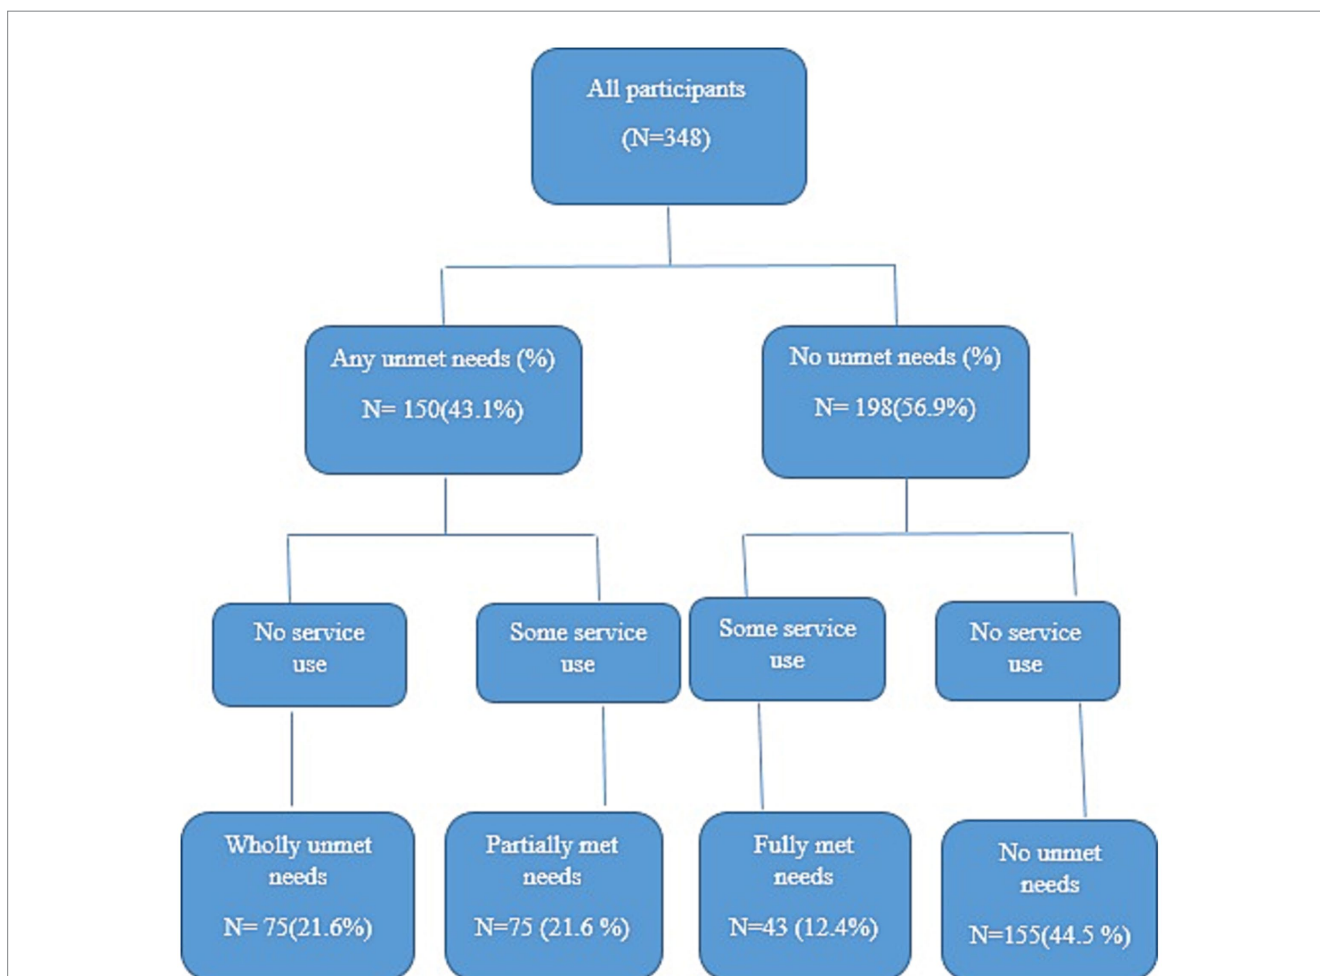 All participants
(N=348)
Any unmet needs (%)
N= 150(43.1%)
No unmet needs (%)
N= 198(56.9%)
No service
use
Some service
use
Some service
use
No service
use
Wholly unmet
needs
N= 75(21.6%)
Partially met
needs
N=75 (21.6 %)
Fully met
needs
N=43 (12.4%)
No unmet
needs
N=155(44.5 %)